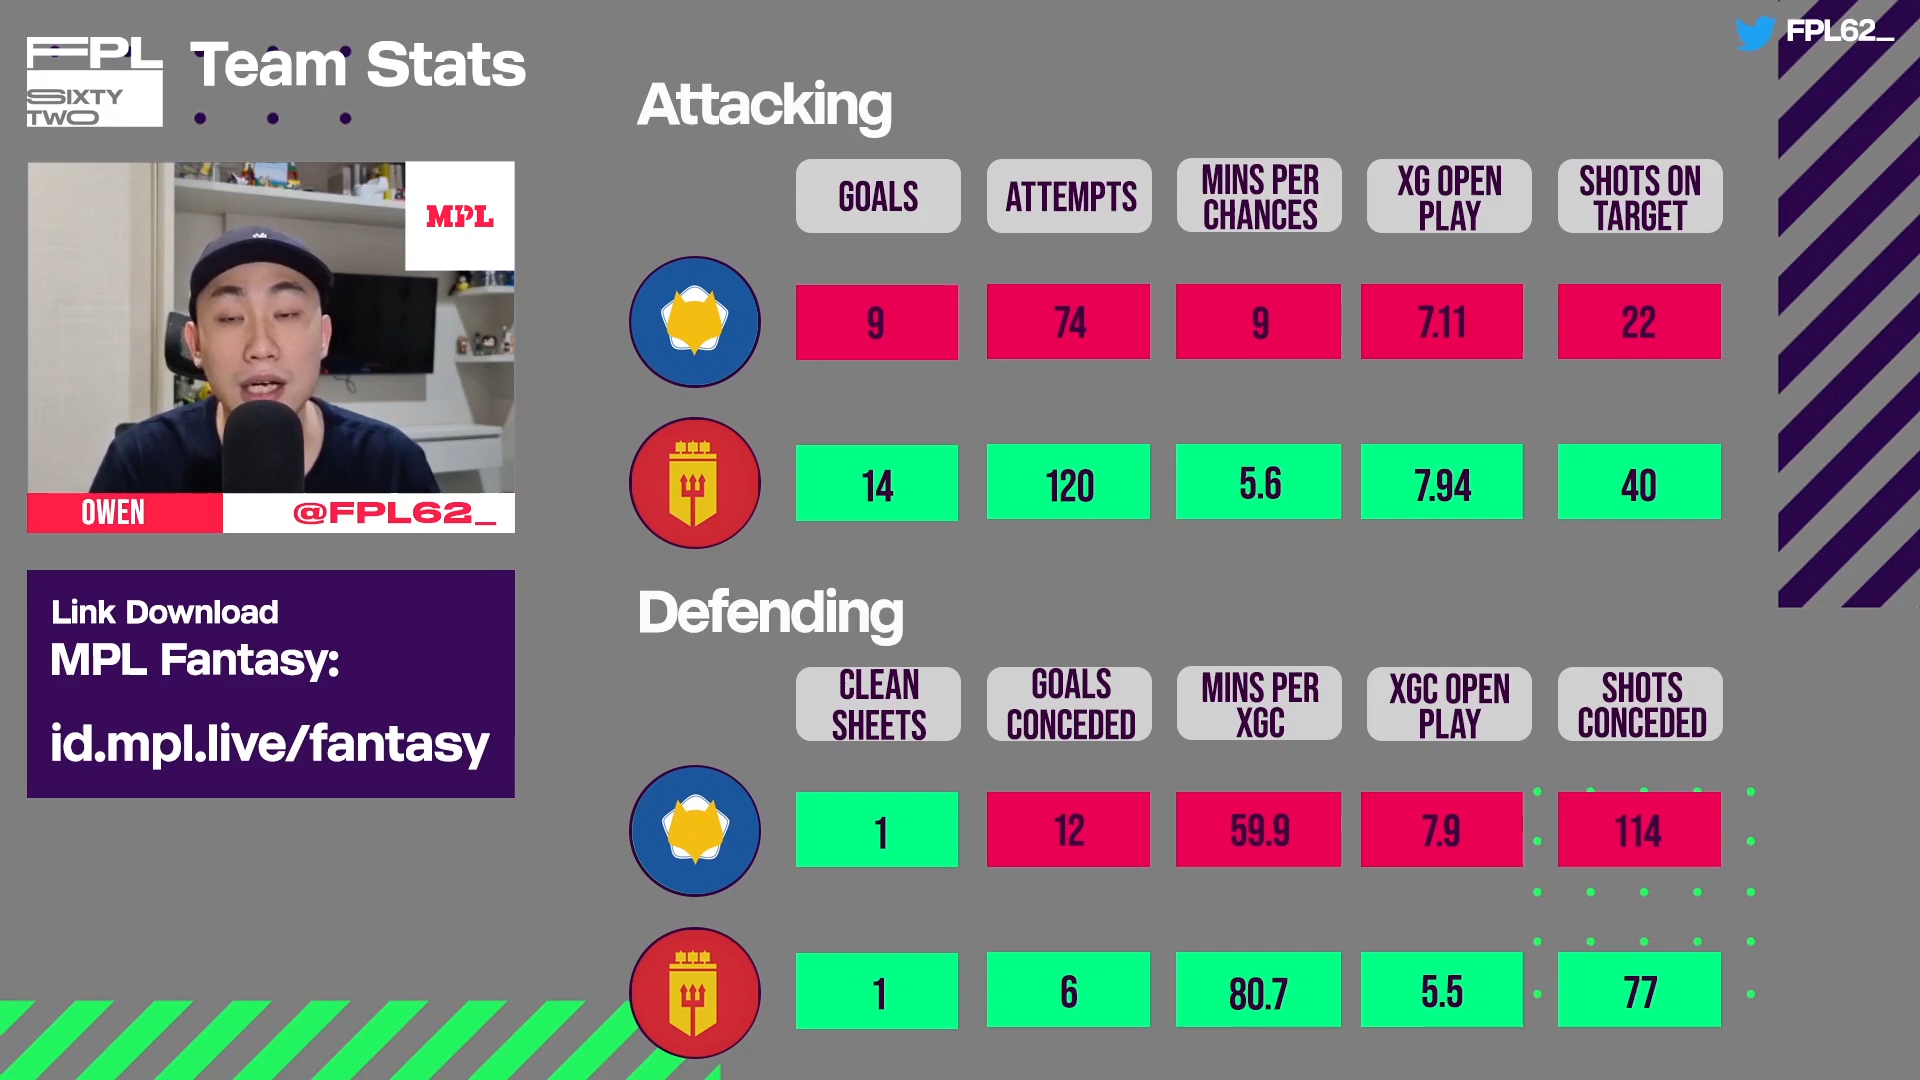 FPL
SIXTY
TWO
Team Stats
FPL62_
MPL
OWEN
@FPL62_
Link Download
MPL Fantasy:
id.mpl.live/fantasy
Attacking
GOALS
ATTEMPTS
MINS PER
CHANCES
XG OPEN
PLAY
SHOTS ON
TARGET
9 74 9 7.11 22
14 120 5.6 7.94 40
Defending
CLEAN
SHEETS
GOALS
CONCEDED
MINS PER
XGC
XGC OPEN
PLAY
SHOTS
CONCEDED
1 12 59.9 7.9 114
1 6 80.7 5.5 77